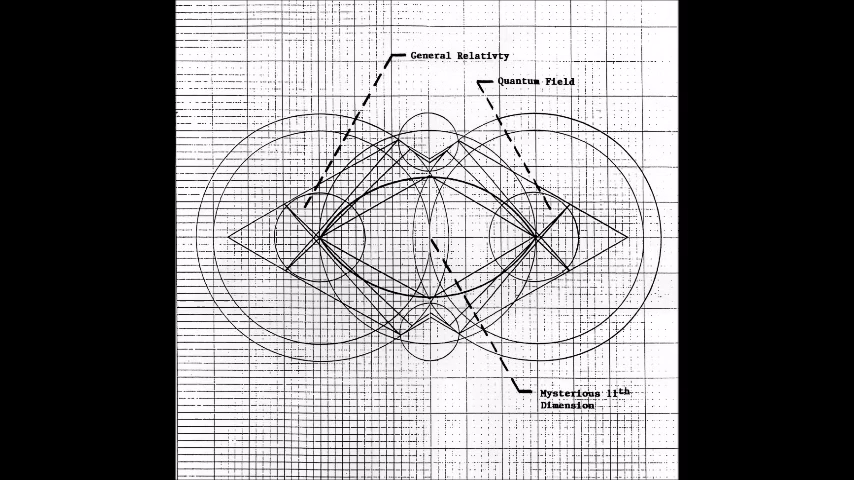 General Relativty
Quantum Field
Mysterious 11th
Dimension